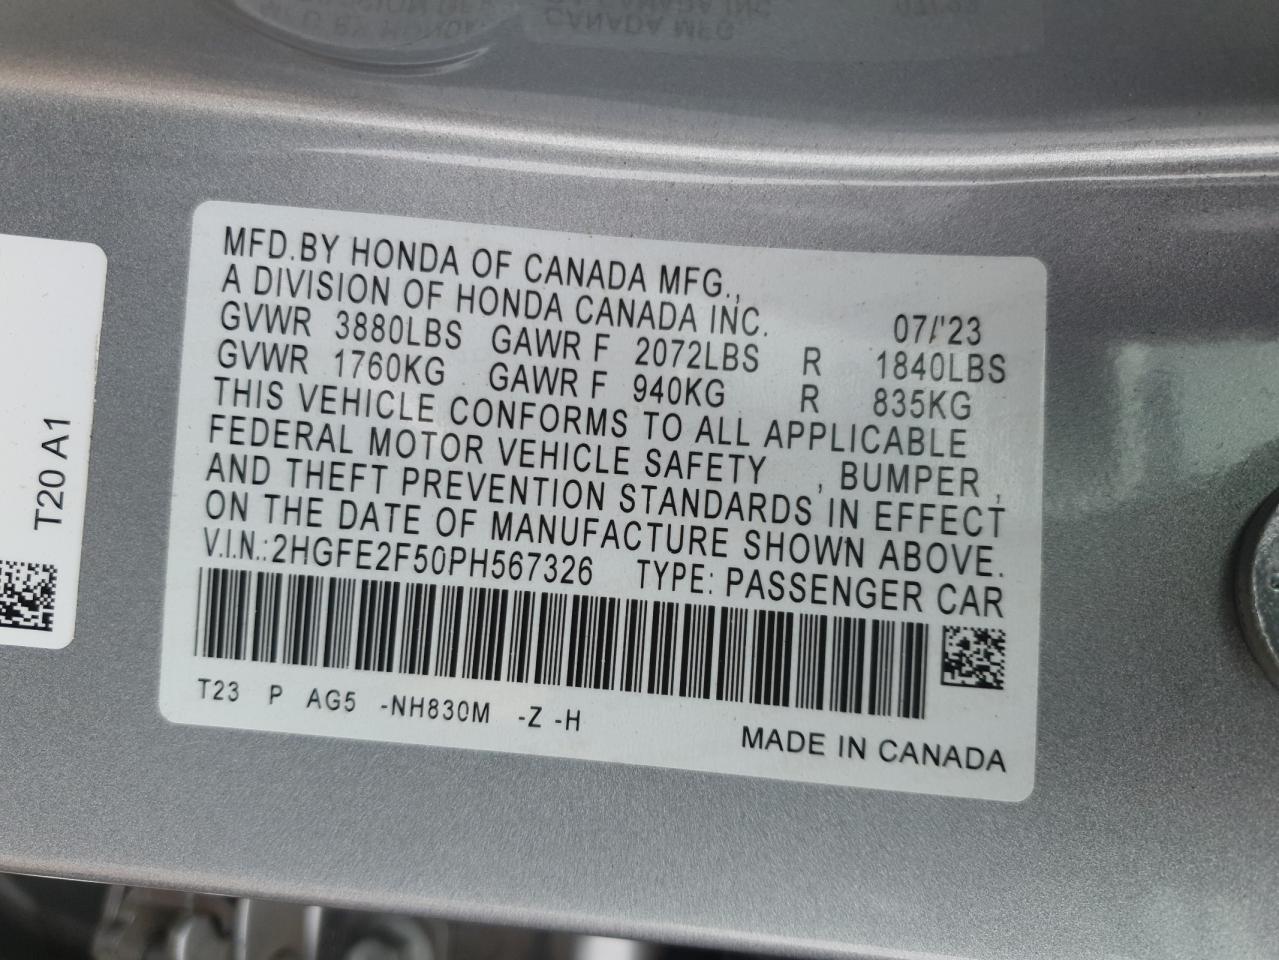 MFD.BY HONDA OF CANADA MFG.,
A DIVISION OF HONDA CANADA INC. 07/'23
GVWR 3880LBS GAWR F 2072LBS R 1840LBS
GVWR 1760KG GAWR F 940KG R 835KG
THIS VEHICLE CONFORMS TO ALL APPLICABLE
FEDERAL MOTOR VEHICLE SAFETY , BUMPER ,
AND THEFT PREVENTION STANDARDS IN EFFECT
ON THE DATE OF MANUFACTURE SHOWN ABOVE.
V.I.N.:2HGFE2F50PH567326 TYPE: PASSENGER CAR
T23 P AG5 -NH830M -Z -H
MADE IN CANADA
T20 A1